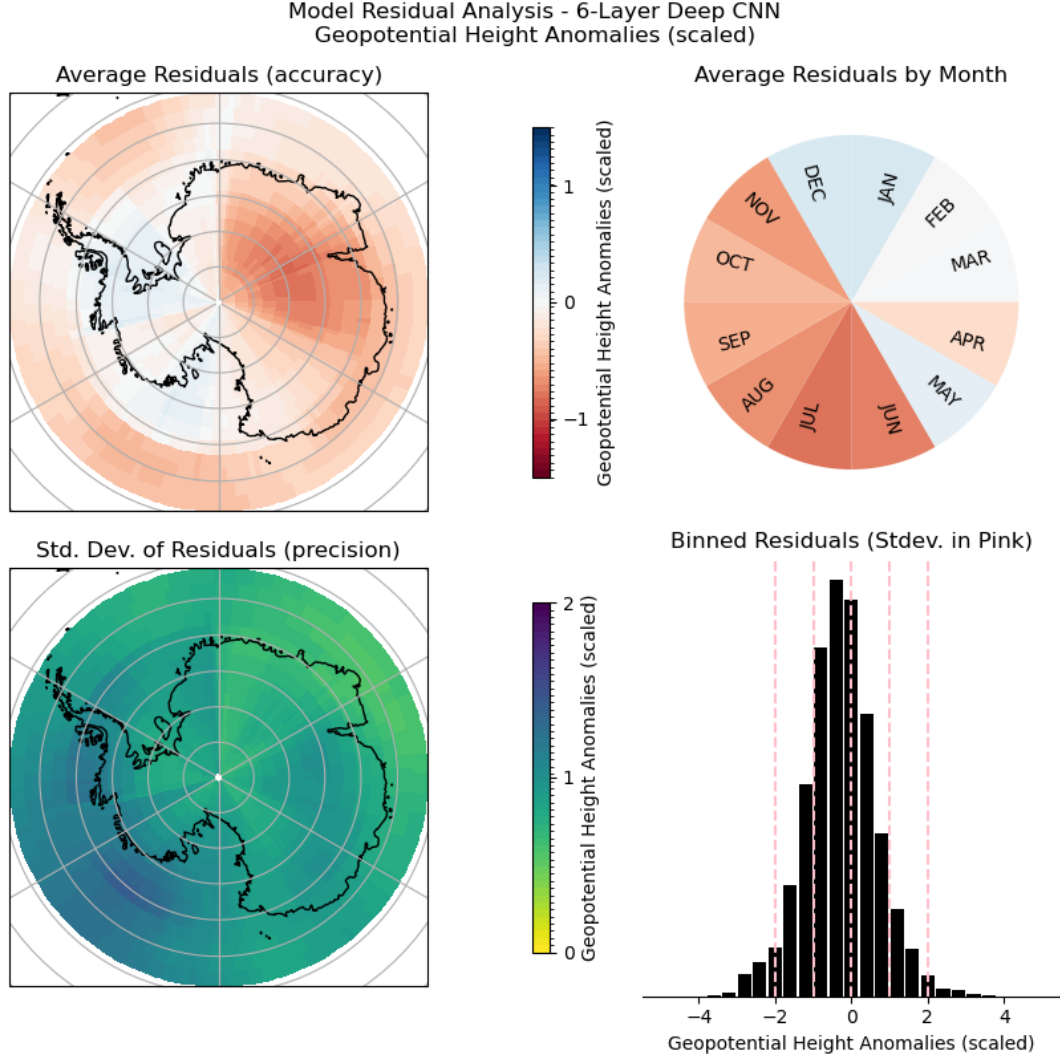 Model Residual Analysis - 6-Layer Deep CNN
Geopotential Height Anomalies (scaled)
Average Residuals (accuracy)
1
0
−1
Geopotential Height Anomalies (scaled)
Average Residuals by Month
DEC
JAN
NOV
FEB
OCT
MAR
SEP
APR
AUG
MAY
JUL
JUN
Std. Dev. of Residuals (precision)
2
1
0
Geopotential Height Anomalies (scaled)
Binned Residuals (Stdev. in Pink)
−4 −2 0 2 4
Geopotential Height Anomalies (scaled)